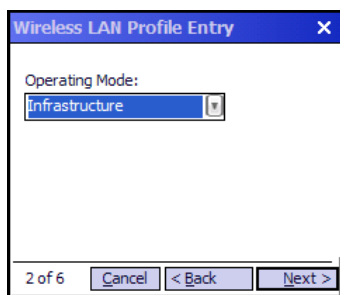 Wireless LAN Profile Entry
Operating Mode:
Infrastructure
2 of 6 Cancel < Back Next >